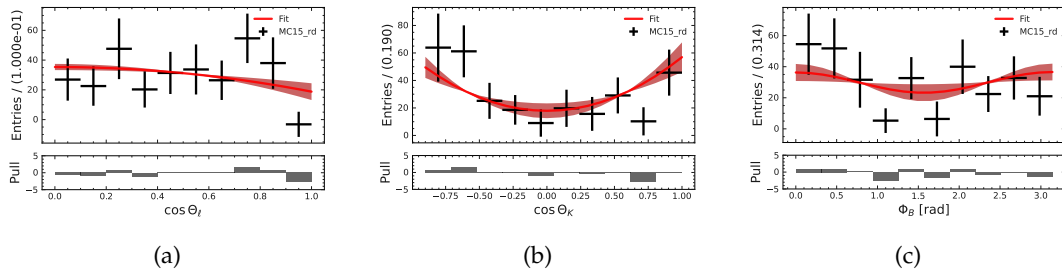 Entries / (1.000e-01)
60
40
20
0
Fit
MC15_rd
Pull
5
0
−5
0.0 0.2 0.4 0.6 0.8 1.0
cos Θℓ
(a)
Entries / (0.190)
80
60
40
20
0
Fit
MC15_rd
Pull
5
0
−5
−0.75 −0.50 −0.25 0.00 0.25 0.50 0.75 1.00
cos ΘK
(b)
Entries / (0.314)
60
40
20
0
Fit
MC15_rd
Pull
5
0
−5
0.0 0.5 1.0 1.5 2.0 2.5 3.0
ΦB [rad]
(c)